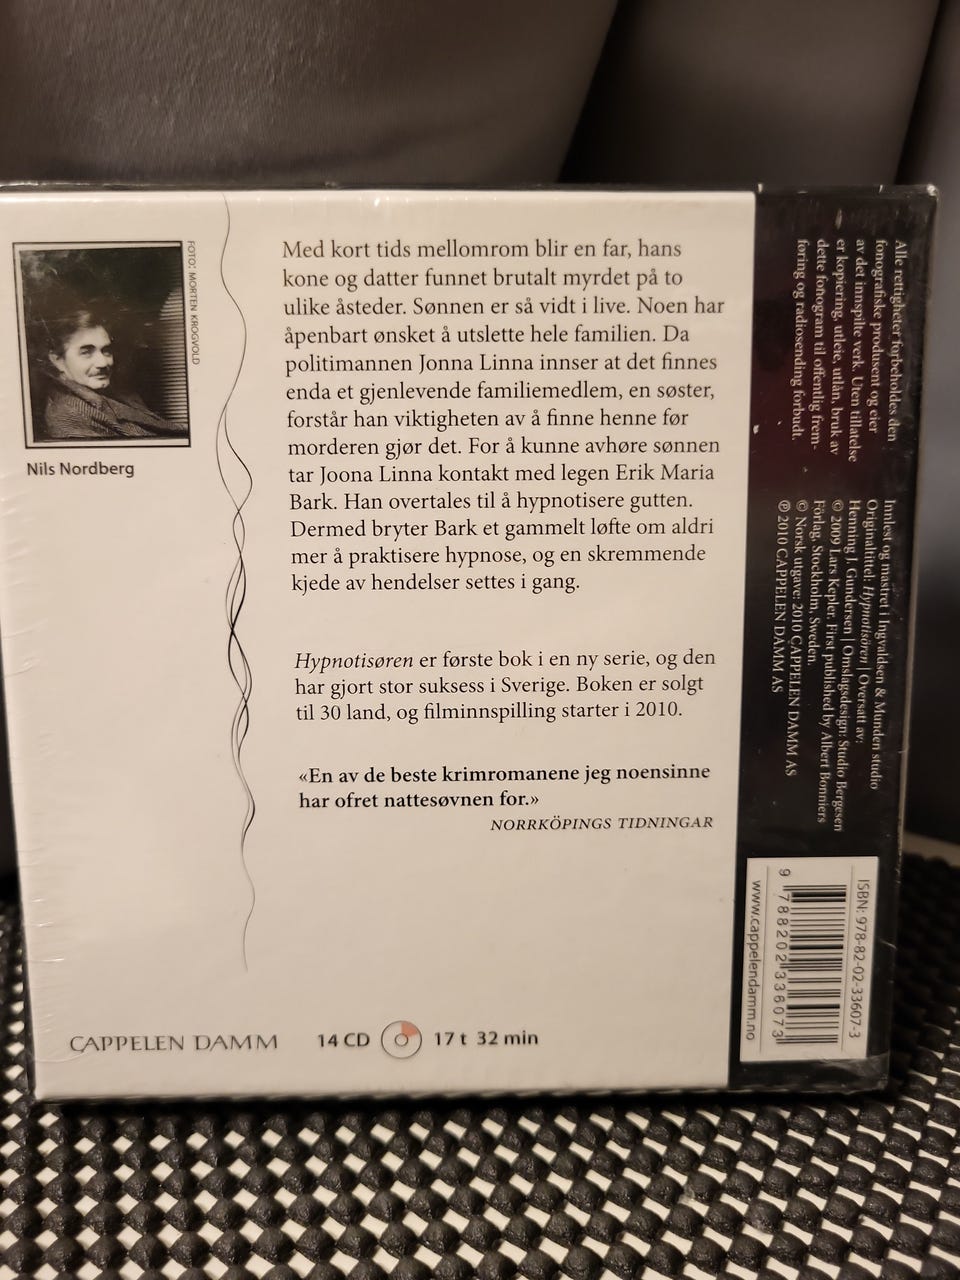 FOTO: MORTEN KROGVOLD
Nils Nordberg
Med kort tids mellomrom blir en far, hans
kone og datter funnet brutalt myrdet på to
ulike åsteder. Sønnen er så vidt i live. Noen har
åpenbart ønsket å utslette hele familien. Da
politimannen Jonna Linna innser at det finnes
enda et gjenlevende familiemedlem, en søster,
forstår han viktigheten av å finne henne før
morderen gjør det. For å kunne avhøre sønnen
tar Joona Linna kontakt med legen Erik Maria
Bark. Han overtales til å hypnotisere gutten.
Dermed bryter Bark et gammelt løfte om aldri
mer å praktisere hypnose, og en skremmende
kjede av hendelser settes i gang.
Hypnotisøren er første bok i en ny serie, og den
har gjort stor suksess i Sverige. Boken er solgt
til 30 land, og filminnspilling starter i 2010.
«En av de beste krimromanene jeg noensinne
har ofret nattesøvnen for.»
NORRKÖPINGS TIDNINGAR
CAPPELEN DAMM 14 CD 17 t 32 min
Alle rettigheter forbeholdes den
fonografiske produsent og eier
av det innspilte verk. Uten tillatelse
er kopiering, utleie, utlån, bruk av
dette fonogram til offentlig frem-
føring og radiosending forbudt.
Innlest og mastret i Ingvaldsen & Munden studio
Originaltittel: Hypnotisören | Oversatt av:
Henning J. Gundersen | Omslagsdesign: Studio Bergesen
© 2009 Lars Kepler. First published by Albert Bonniers
Förlag, Stockholm, Sweden.
© Norsk utgave: 2010 CAPPELEN DAMM AS
℗ 2010 CAPPELEN DAMM AS
ISBN: 978-82-02-33607-3
9 788202 336073
www.cappelendamm.no